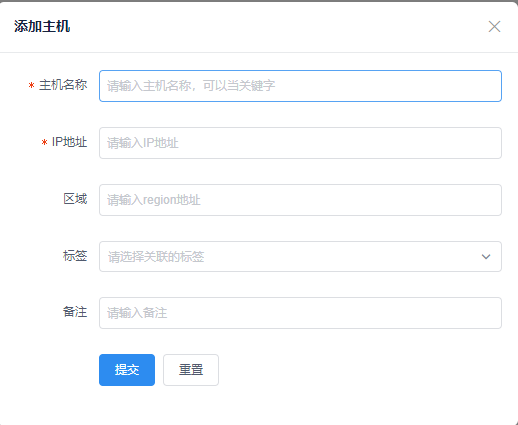 添加主机
* 主机名称 请输入主机名称，可以当关键字
* IP地址 请输入IP地址
区域 请输入region地址
标签 请选择关联的标签
备注 请输入备注
提交 重置